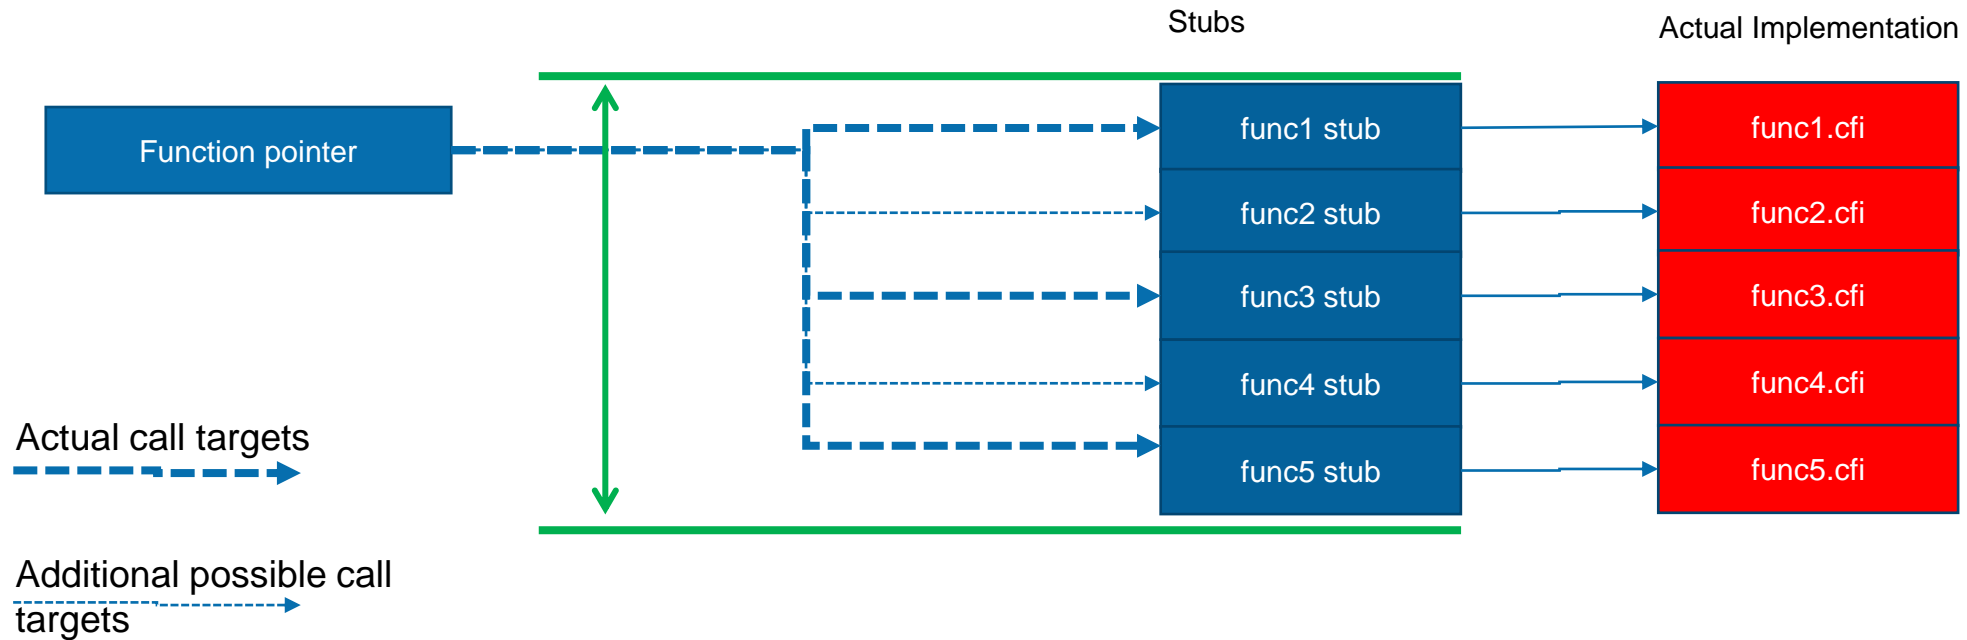 Stubs
Actual Implementation
Function pointer
func1 stub
func1.cfi
func2 stub
func2.cfi
func3 stub
func3.cfi
func4 stub
func4.cfi
func5 stub
func5.cfi
Actual call targets
Additional possible call
targets